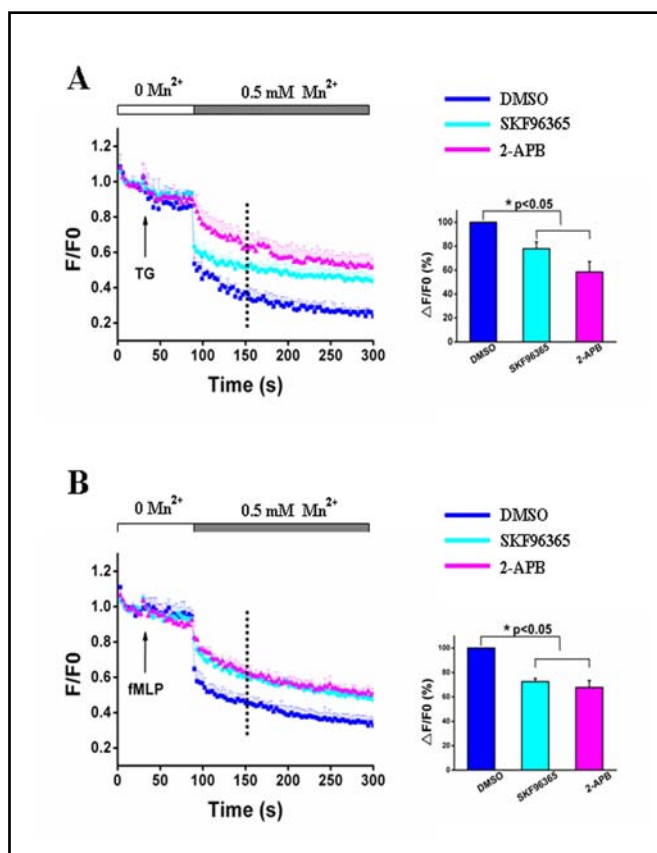 A
0 Mn²⁺ 0.5 mM Mn²⁺
DMSO
SKF96365
2-APB
1.2
1.0
0.8
0.6
0.4
0.2
F/F0
TG
0 50 100 150 200 250 300
Time (s)
* p<0.05
100
80
60
40
20
0
△F/F0 (%)
DMSO SKF96365 2-APB
B
0 Mn²⁺ 0.5 mM Mn²⁺
DMSO
SKF96365
2-APB
1.2
1.0
0.8
0.6
0.4
0.2
F/F0
fMLP
0 50 100 150 200 250 300
Time (s)
* p<0.05
100
80
60
40
20
0
△F/F0 (%)
DMSO SKF96365 2-APB